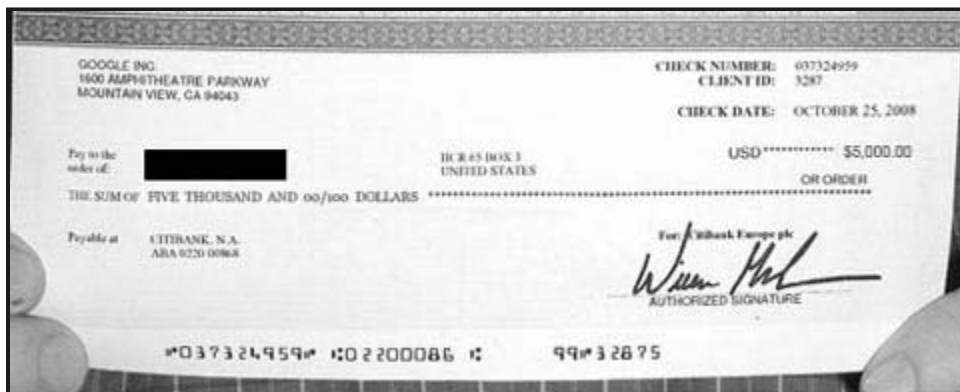 GOOGLE INC.
1600 AMPHITHEATRE PARKWAY
MOUNTAIN VIEW, CA 94043
CHECK NUMBER: 037324959
CLIENT ID: 3287
CHECK DATE: OCTOBER 25, 2008
Pay to the
order of:
HCR 65 BOX 3
UNITED STATES
USD*********** $5,000.00
OR ORDER
THE SUM OF FIVE THOUSAND AND 00/100 DOLLARS
Payable at CITIBANK, N.A.
ABA 0220 00868
For: Citibank Europe plc
AUTHORIZED SIGNATURE
⑈037324959⑈ ⑆02200086 ⑆ 99⑈32875